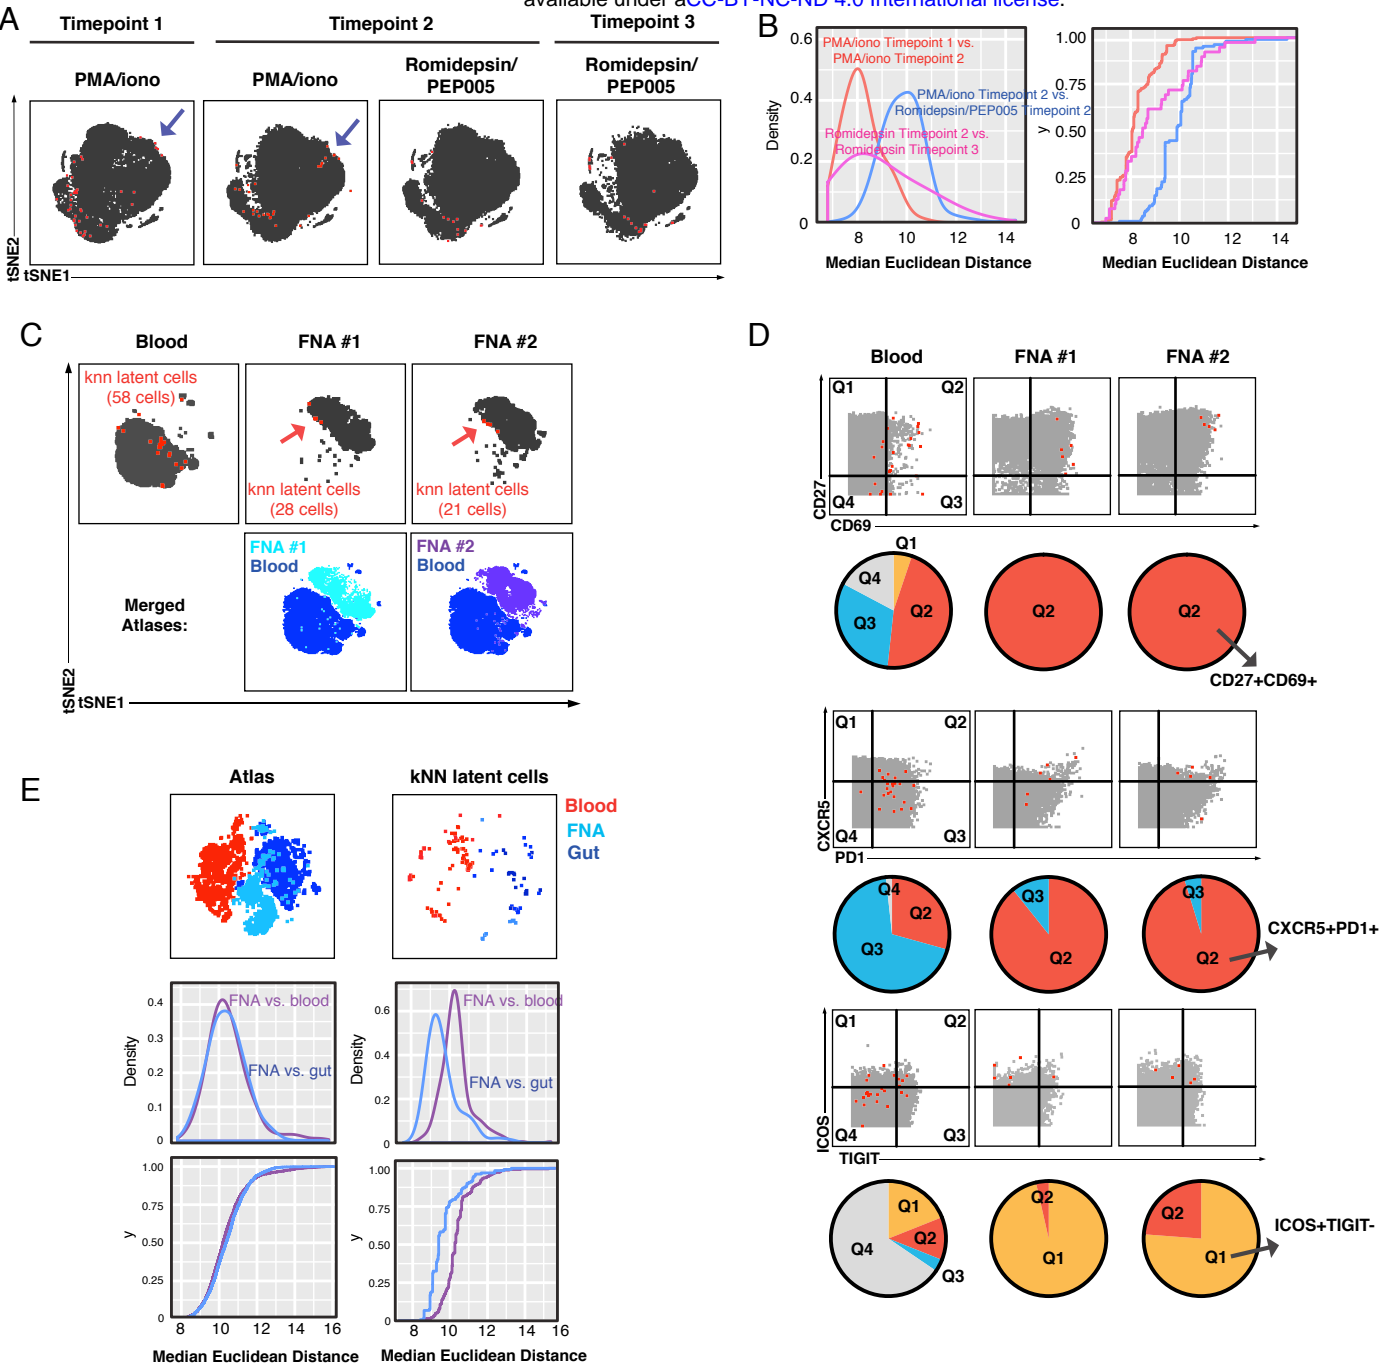 available under aCC-BY-NC-ND 4.0 International license.
A
Timepoint 1
Timepoint 2
Timepoint 3
PMA/iono
PMA/iono
Romidepsin/
PEP005
Romidepsin/
PEP005
tSNE2
tSNE1
B
0.6
0.4
0.2
0
Density
PMA/iono Timepoint 1 vs.
PMA/iono Timepoint 2
PMA/iono Timepoint 2 vs.
Romidepsin/PEP005 Timepoint 2
Romidepsin Timepoint 2 vs.
Romidepsin Timepoint 3
8 10 12 14
Median Euclidean Distance
1.00
0.75
0.50
0.25
0
y
8 10 12 14
Median Euclidean Distance
C
Blood
FNA #1
FNA #2
knn latent cells
(58 cells)
knn latent cells
(28 cells)
knn latent cells
(21 cells)
Merged
Atlases:
FNA #1
Blood
FNA #2
Blood
tSNE2
tSNE1
D
Blood
FNA #1
FNA #2
Q1
Q2
Q4
Q3
CD27
CD69
Q1
Q4
Q2
Q3
Q2
Q2
CD27+CD69+
Q1
Q2
Q4
Q3
CXCR5
PD1
Q4
Q2
Q3
Q3
Q2
Q3
Q2
CXCR5+PD1+
Q1
Q2
Q4
Q3
ICOS
TIGIT
Q1
Q2
Q4
Q3
Q2
Q1
Q2
Q1
ICOS+TIGIT-
E
Atlas
kNN latent cells
Blood
FNA
Gut
0.4
0.3
0.2
0.1
0
Density
FNA vs. blood
FNA vs. gut
0.6
0.4
0.2
0
Density
FNA vs. blood
FNA vs. gut
1.00
0.75
0.50
0.25
0
y
8 10 12 14 16
Median Euclidean Distance
1.00
0.75
0.50
0.25
0
y
8 10 12 14 16
Median Euclidean Distance